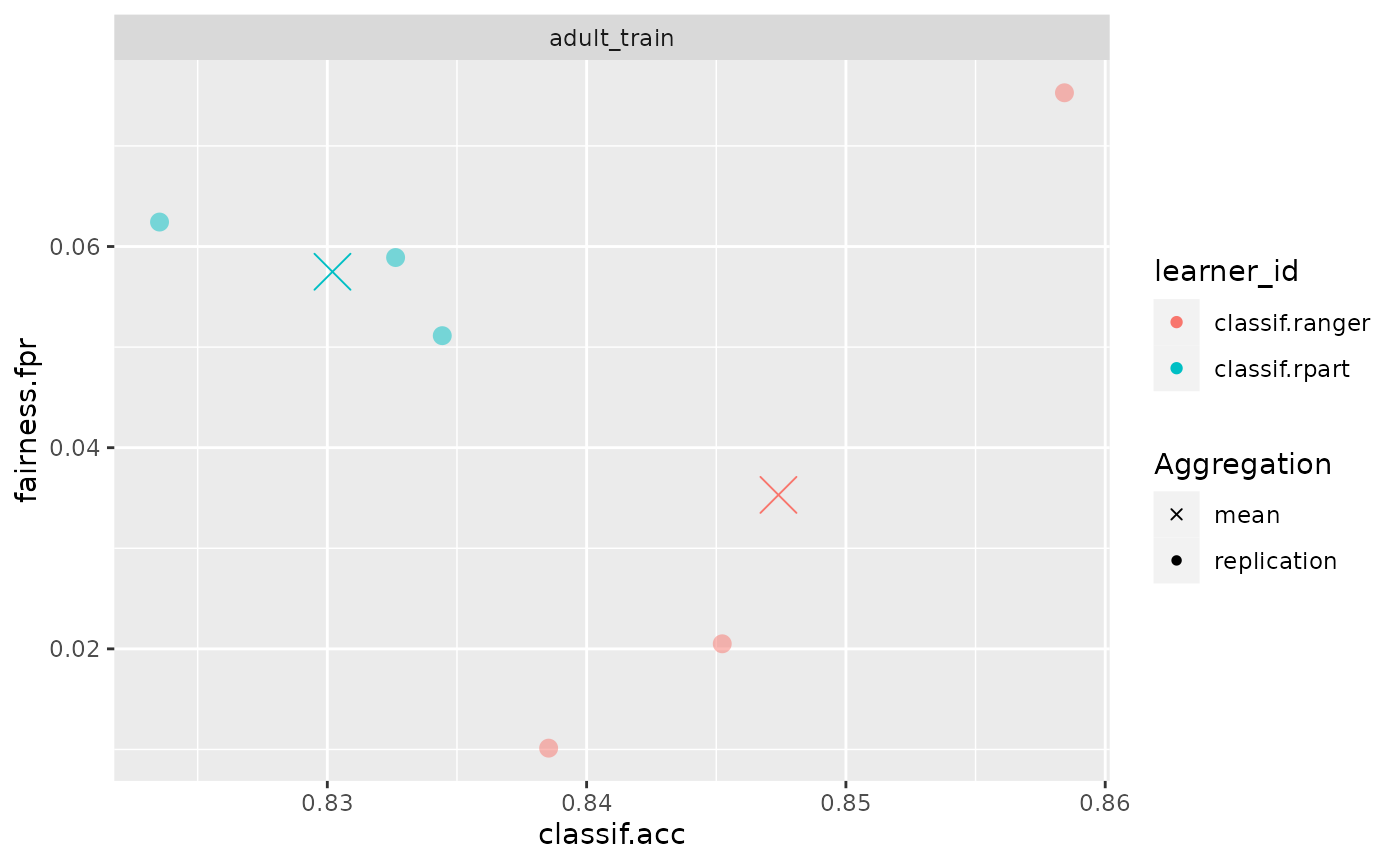 adult_train
fairness.fpr
0.06
0.04
0.02
0.83
0.84
0.85
0.86
classif.acc
learner_id
classif.ranger
classif.rpart
Aggregation
mean
replication